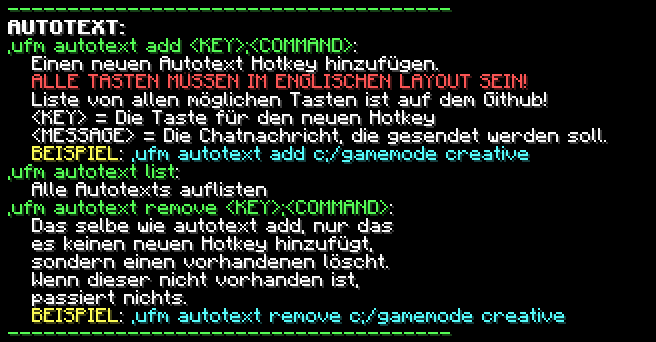 -------------------------------------
AUTOTEXT:
.ufm autotext add <KEY>;<COMMAND>:
Einen neuen Autotext Hotkey hinzufügen.
ALLE TASTEN MÜSSEN IM ENGLISCHEN LAYOUT SEIN!
Liste von allen möglichen Tasten ist auf dem Github!
<KEY> = Die Taste für den neuen Hotkey
<MESSAGE> = Die Chatnachricht, die gesendet werden soll.
BEISPIEL: .ufm autotext add c;/gamemode creative
.ufm autotext list:
Alle Autotexts auflisten
.ufm autotext remove <KEY>;<COMMAND>:
Das selbe wie autotext add, nur das
es keinen neuen Hotkey hinzufügt,
sondern einen vorhandenen löscht.
Wenn dieser nicht vorhanden ist,
passiert nichts.
BEISPIEL: .ufm autotext remove c;/gamemode creative
-------------------------------------